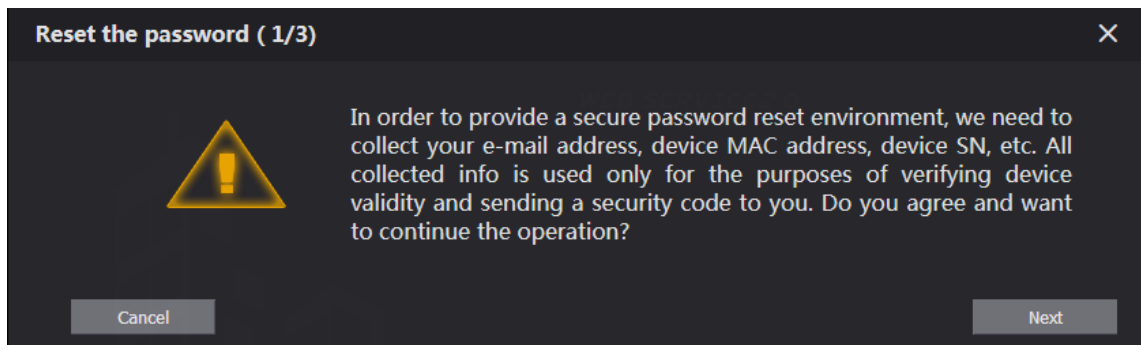 Reset the password ( 1/3)
In order to provide a secure password reset environment, we need to
collect your e-mail address, device MAC address, device SN, etc. All
collected info is used only for the purposes of verifying device
validity and sending a security code to you. Do you agree and want
to continue the operation?
Cancel
Next